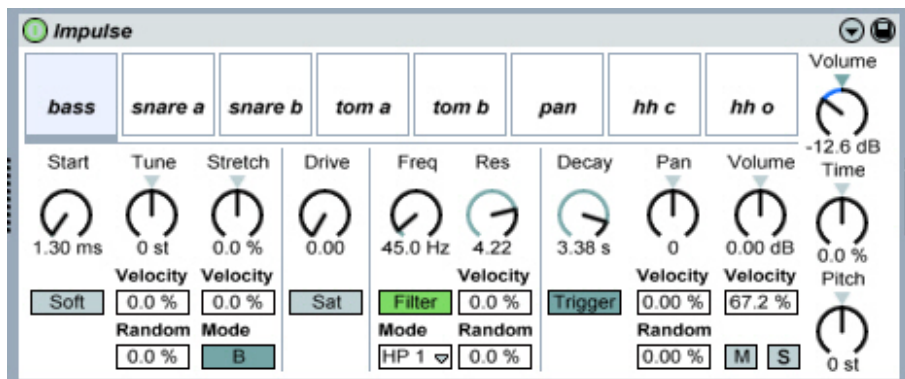 Impulse
bass snare a snare b tom a tom b pan hh c hh o
Volume
-12.6 dB
Start Tune Stretch Drive Freq Res Decay Pan Volume
Time
1.30 ms 0 st 0.0 % 0.00 45.0 Hz 4.22 3.38 s 0 0.00 dB
0.0 %
Velocity Velocity Velocity Velocity Velocity
Pitch
Soft 0.0 % 0.0 % Sat Filter 0.0 % Trigger 0.00 % 67.2 %
Random Mode Mode Random Random
0.0 % B HP 1 0.0 % 0.00 % M S
0 st